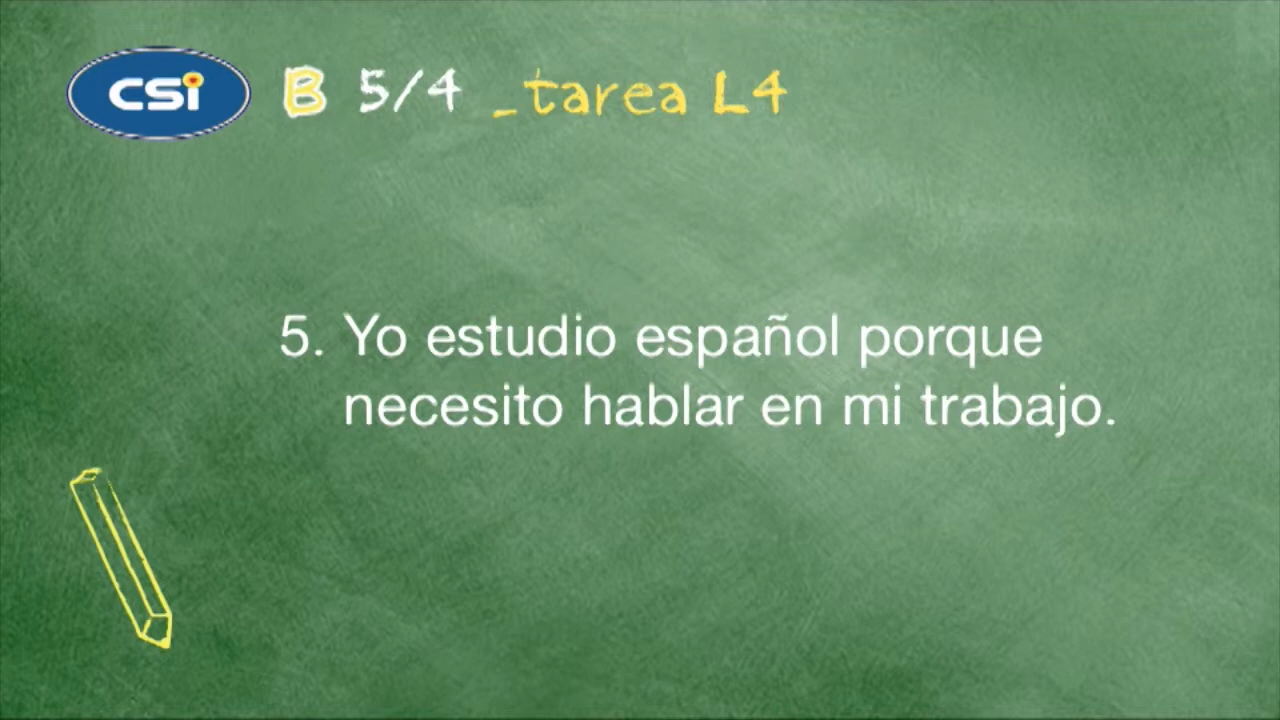 CSi B 5/4 _tarea L4
5. Yo estudio español porque
necesito hablar en mi trabajo.